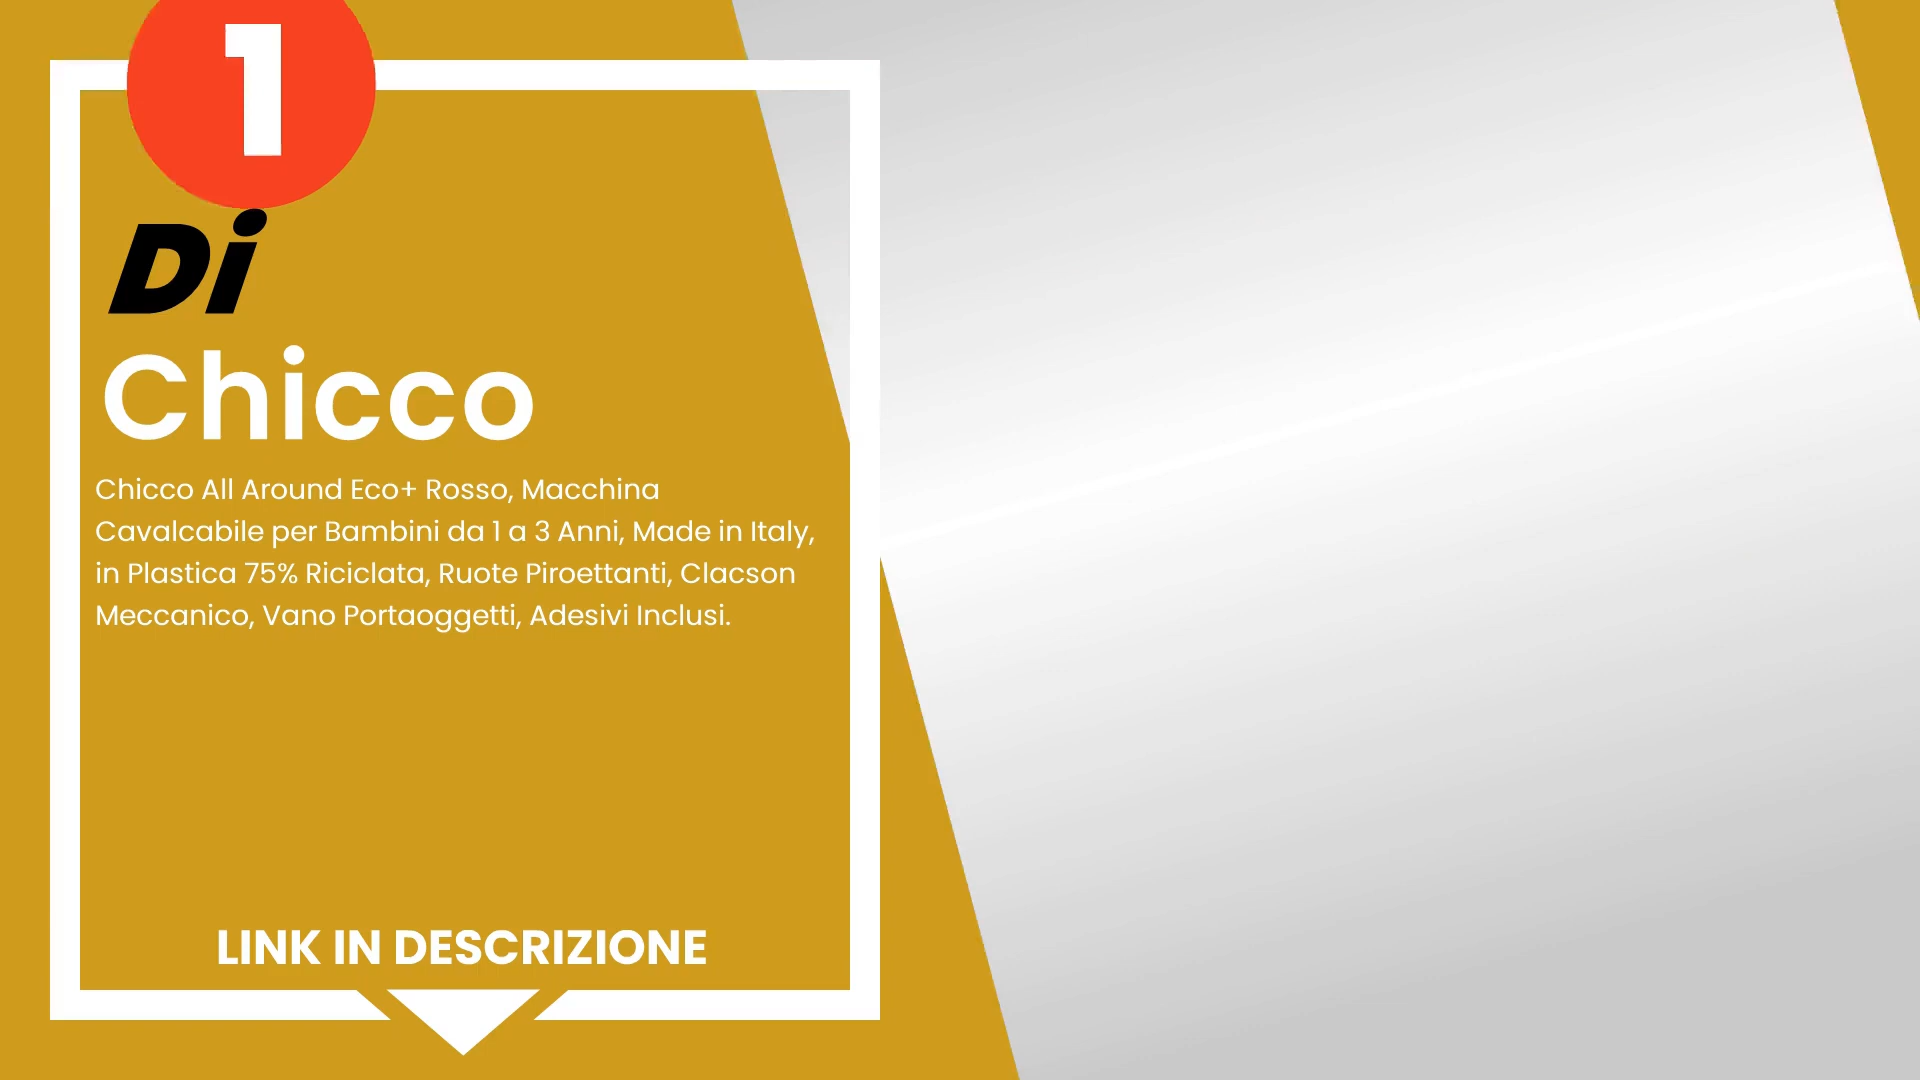 1
Di
Chicco
Chicco All Around Eco+ Rosso, Macchina
Cavalcabile per Bambini da 1 a 3 Anni, Made in Italy,
in Plastica 75% Riciclata, Ruote Piroettanti, Clacson
Meccanico, Vano Portaoggetti, Adesivi Inclusi.
LINK IN DESCRIZIONE